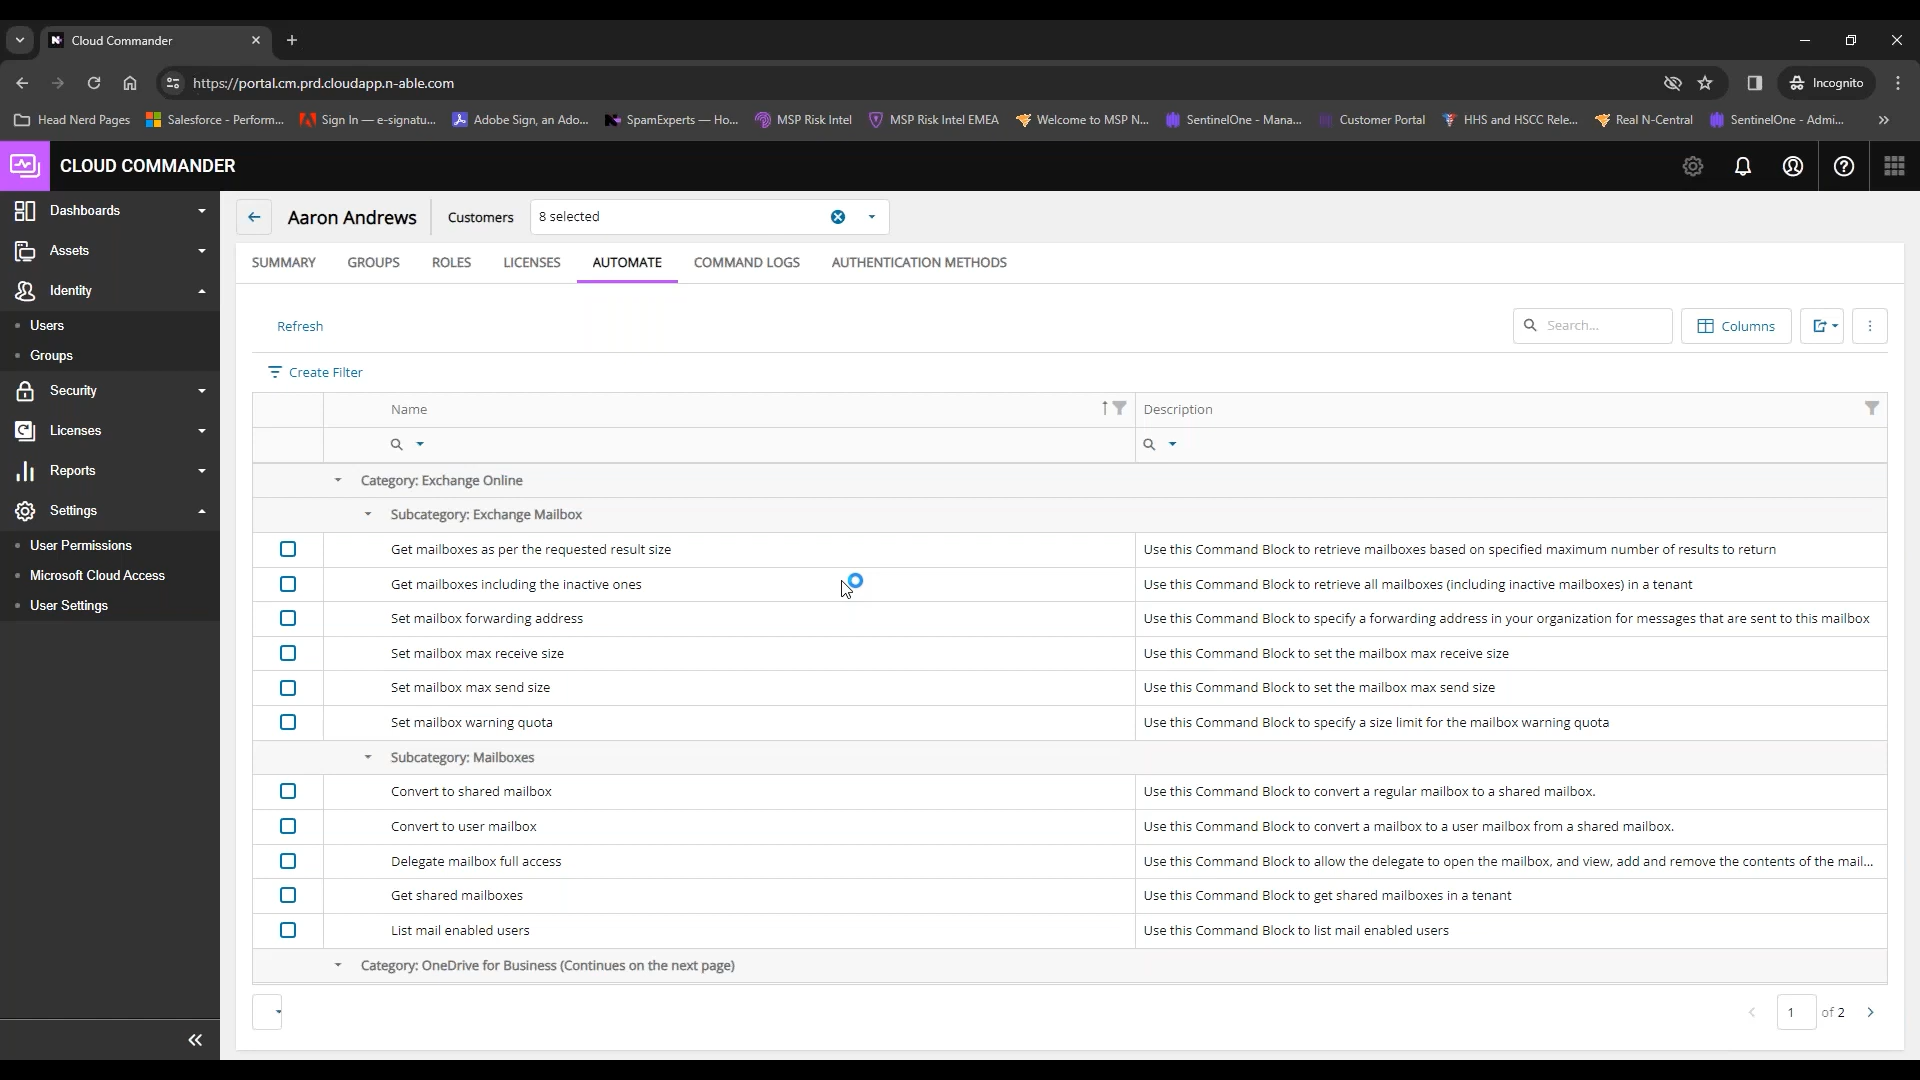 Cloud Commander
https://portal.cm.prd.cloudapp.n-able.com
Incognito
Head Nerd Pages
Salesforce - Perform...
Sign In — e-signatu...
Adobe Sign, an Ado...
SpamExperts — Ho...
MSP Risk Intel
MSP Risk Intel EMEA
Welcome to MSP N...
SentinelOne - Mana...
Customer Portal
HHS and HSCC Rele...
Real N-Central
SentinelOne - Admi...
CLOUD COMMANDER
Dashboards
Assets
Identity
Users
Groups
Security
Licenses
Reports
Settings
User Permissions
Microsoft Cloud Access
User Settings
Aaron Andrews
Customers
8 selected
SUMMARY
GROUPS
ROLES
LICENSES
AUTOMATE
COMMAND LOGS
AUTHENTICATION METHODS
Refresh
Search...
Columns
Create Filter
Name
Description
Category: Exchange Online
Subcategory: Exchange Mailbox
Get mailboxes as per the requested result size
Use this Command Block to retrieve mailboxes based on specified maximum number of results to return
Get mailboxes including the inactive ones
Use this Command Block to retrieve all mailboxes (including inactive mailboxes) in a tenant
Set mailbox forwarding address
Use this Command Block to specify a forwarding address in your organization for messages that are sent to this mailbox
Set mailbox max receive size
Use this Command Block to set the mailbox max receive size
Set mailbox max send size
Use this Command Block to set the mailbox max send size
Set mailbox warning quota
Use this Command Block to specify a size limit for the mailbox warning quota
Subcategory: Mailboxes
Convert to shared mailbox
Use this Command Block to convert a regular mailbox to a shared mailbox.
Convert to user mailbox
Use this Command Block to convert a mailbox to a user mailbox from a shared mailbox.
Delegate mailbox full access
Use this Command Block to allow the delegate to open the mailbox, and view, add and remove the contents of the mail...
Get shared mailboxes
Use this Command Block to get shared mailboxes in a tenant
List mail enabled users
Use this Command Block to list mail enabled users
Category: OneDrive for Business (Continues on the next page)
1
of 2